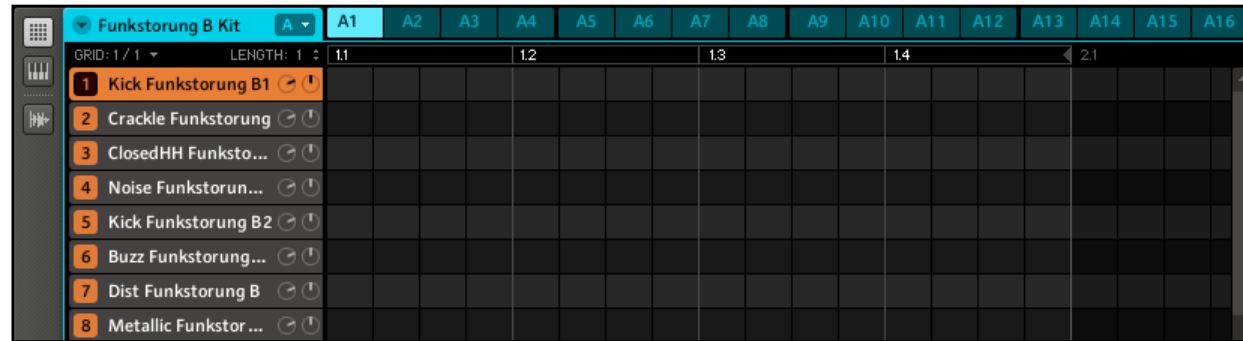 Funkstorung B Kit A A1 A2 A3 A4 A5 A6 A7 A8 A9 A10 A11 A12 A13 A14 A15 A16
GRID: 1 / 1 LENGTH: 1 1.1 1.2 1.3 1.4 2.1
1 Kick Funkstorung B1
2 Crackle Funkstorung
3 ClosedHH Funksto...
4 Noise Funkstorun...
5 Kick Funkstorung B2
6 Buzz Funkstorung...
7 Dist Funkstorung B
8 Metallic Funkstor...